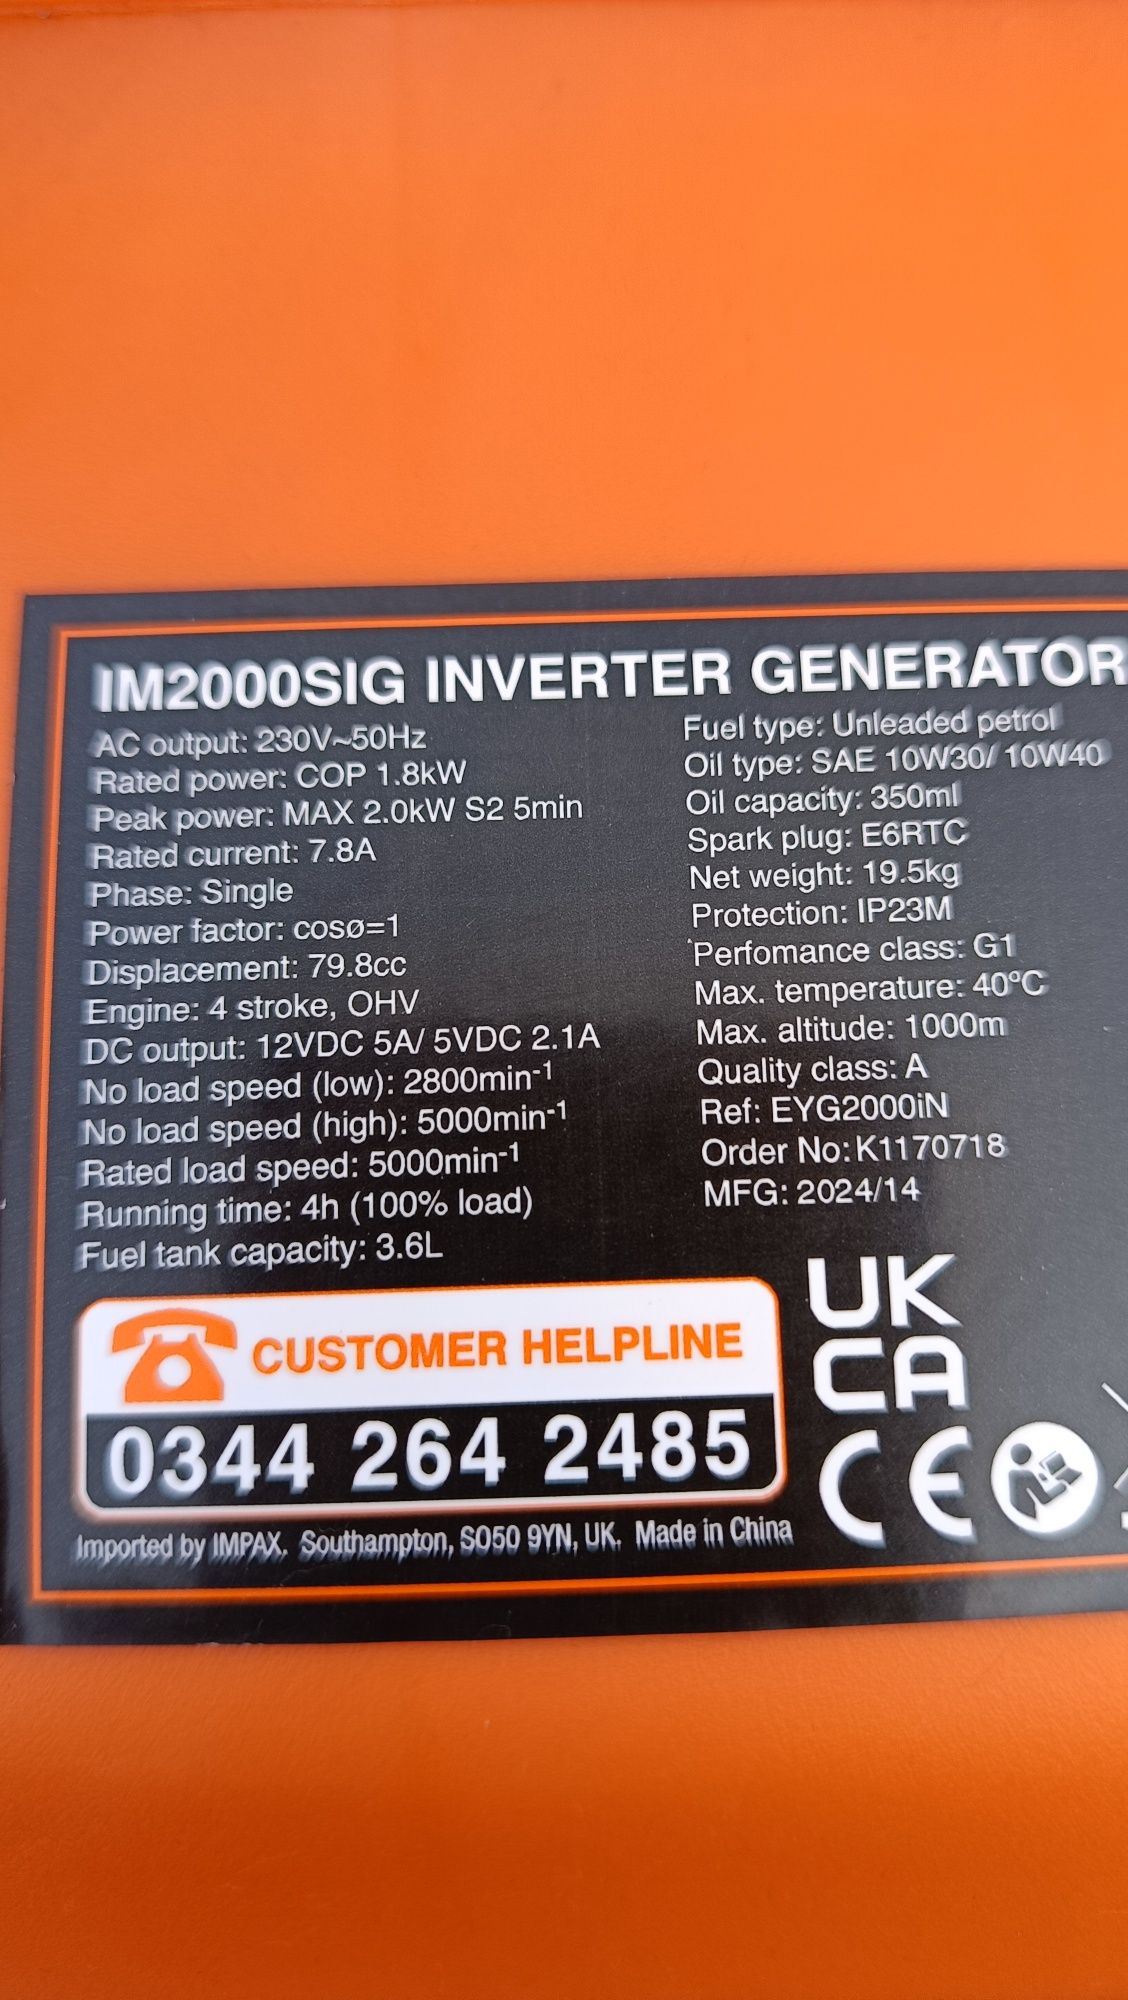 IM2000SIG INVERTER GENERATOR
AC output: 230V~50Hz
Rated power: COP 1.8kW
Peak power: MAX 2.0kW S2 5min
Rated current: 7.8A
Phase: Single
Power factor: cosø=1
Displacement: 79.8cc
Engine: 4 stroke, OHV
DC output: 12VDC 5A/ 5VDC 2.1A
No load speed (low): 2800min-1
No load speed (high): 5000min-1
Rated load speed: 5000min-1
Running time: 4h (100% load)
Fuel tank capacity: 3.6L
Fuel type: Unleaded petrol
Oil type: SAE 10W30/ 10W40
Oil capacity: 350ml
Spark plug: E6RTC
Net weight: 19.5kg
Protection: IP23M
Perfomance class: G1
Max. temperature: 40°C
Max. altitude: 1000m
Quality class: A
Ref: EYG2000iN
Order No: K1170718
MFG: 2024/14
CUSTOMER HELPLINE
0344 264 2485
UK
CA
CE
Imported by IMPAX. Southampton, SO50 9YN, UK. Made in China